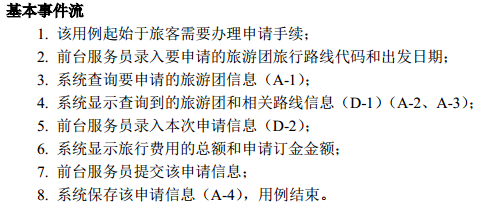 基本事件流
1. 该用例起始于旅客需要办理申请手续；
2. 前台服务员录入要申请的旅游团旅行路线代码和出发日期；
3. 系统查询要申请的旅游团信息（A-1）；
4. 系统显示查询到的旅游团和相关路线信息（D-1）（A-2、A-3）；
5. 前台服务员录入本次申请信息（D-2）；
6. 系统显示旅行费用的总额和申请订金金额；
7. 前台服务员提交该申请信息；
8. 系统保存该申请信息（A-4），用例结束。